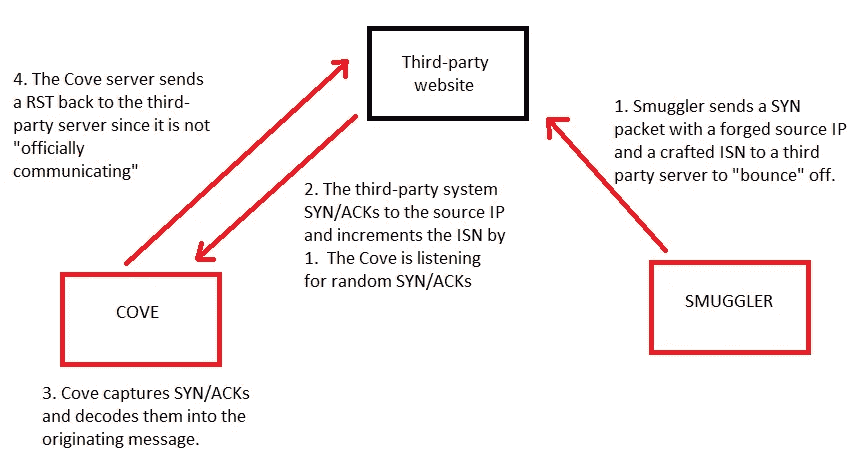 Third-party
website
4. The Cove server sends
a RST back to the third-
party server since it is not
"officially
communicating"
1. Smuggler sends a SYN
packet with a forged source IP
and a crafted ISN to a third
party server to "bounce" off.
2. The third-party system
SYN/ACKs to the source IP
and increments the ISN by
1.  The Cove is listening
for random SYN/ACKs
COVE
SMUGGLER
3. Cove captures SYN/ACKs
and decodes them into the
originating message.